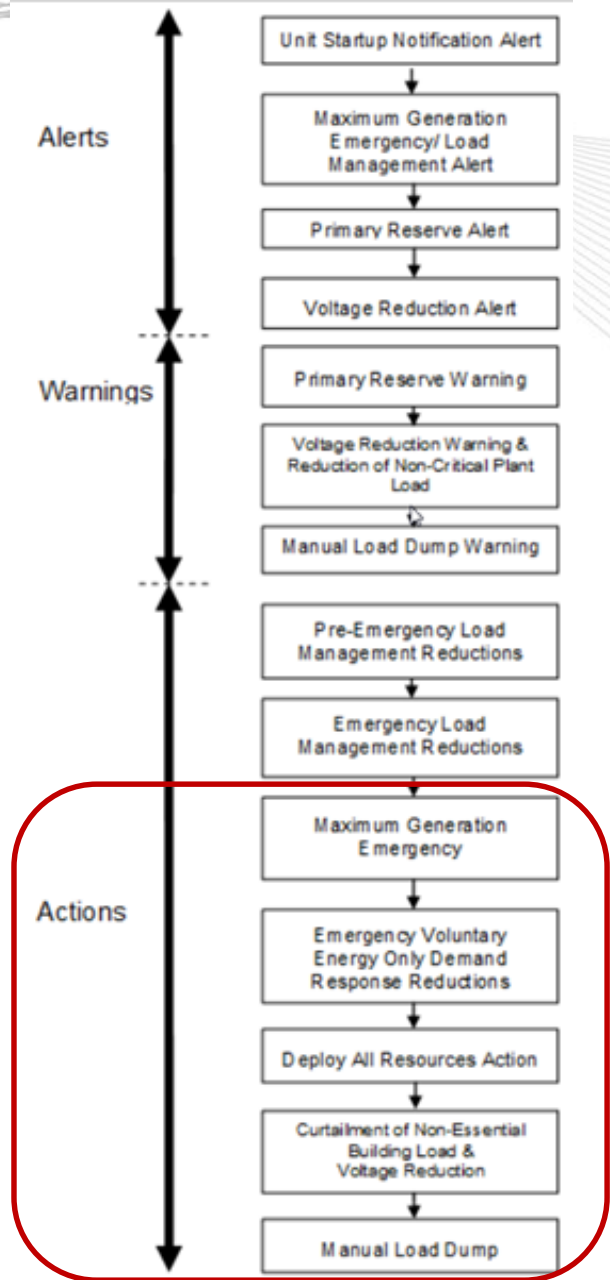 Alerts
Unit Startup Notification Alert
Maximum Generation
Emergency/ Load
Management Alert
Primary Reserve Alert
Voltage Reduction Alert
Warnings
Primary Reserve Warning
Voltage Reduction Warning &
Reduction of Non-Critical Plant
Load
Manual Load Dump Warning
Actions
Pre-Emergency Load
Management Reductions
Emergency Load
Management Reductions
Maximum Generation
Emergency
Emergency Voluntary
Energy Only Demand
Response Reductions
Deploy All Resources Action
Curtailment of Non-Essential
Building Load &
Voltage Reduction
Manual Load Dump